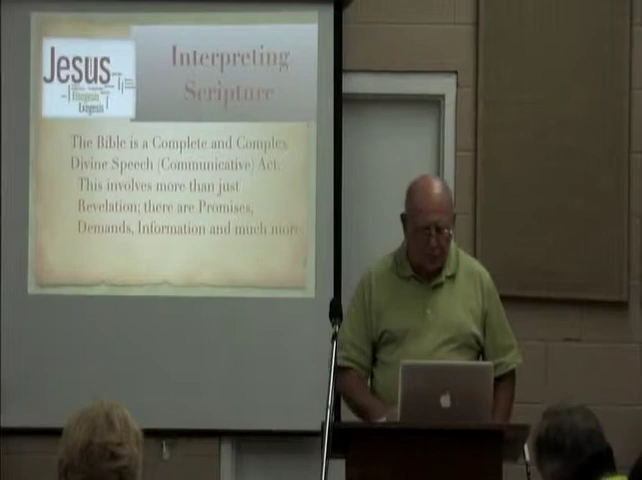 Interpreting
Scripture
Jesus
Exegesis
The Bible is a Complete and Complex
Divine Speech (Communicative) Act.
This involves more than just
Revelation; there are Promises,
Demands, Information and much more